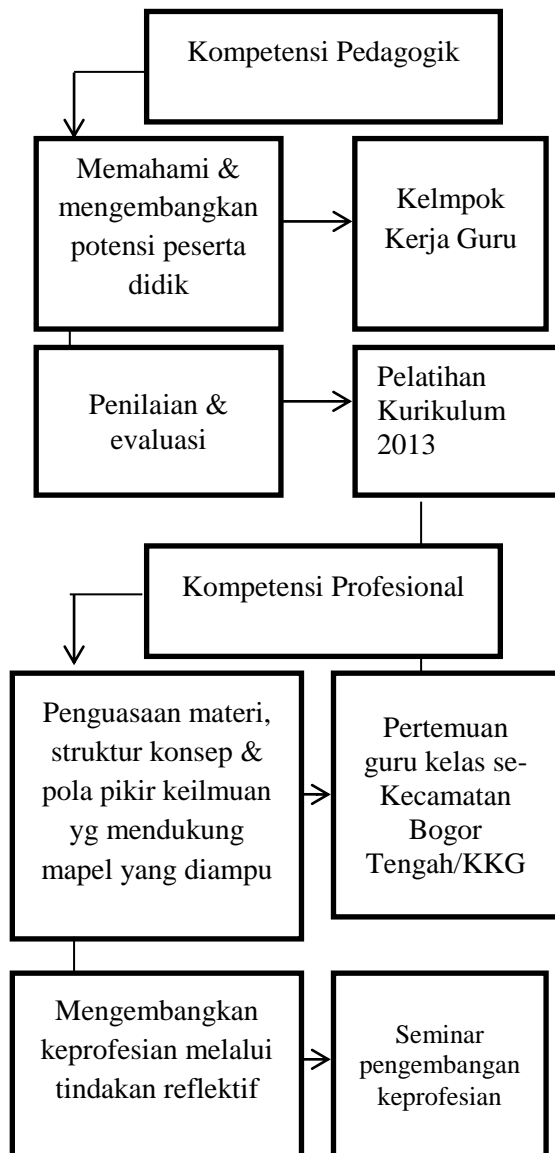 Kompetensi Pedagogik
Memahami &
mengembangkan
potensi peserta
didik
Kelmpok
Kerja Guru
Penilaian &
evaluasi
Pelatihan
Kurikulum
2013
Kompetensi Profesional
Penguasaan materi,
struktur konsep &
pola pikir keilmuan
yg mendukung
mapel yang diampu
Pertemuan
guru kelas se-
Kecamatan
Bogor
Tengah/KKG
Mengembangkan
keprofesian melalui
tindakan reflektif
Seminar
pengembangan
keprofesian